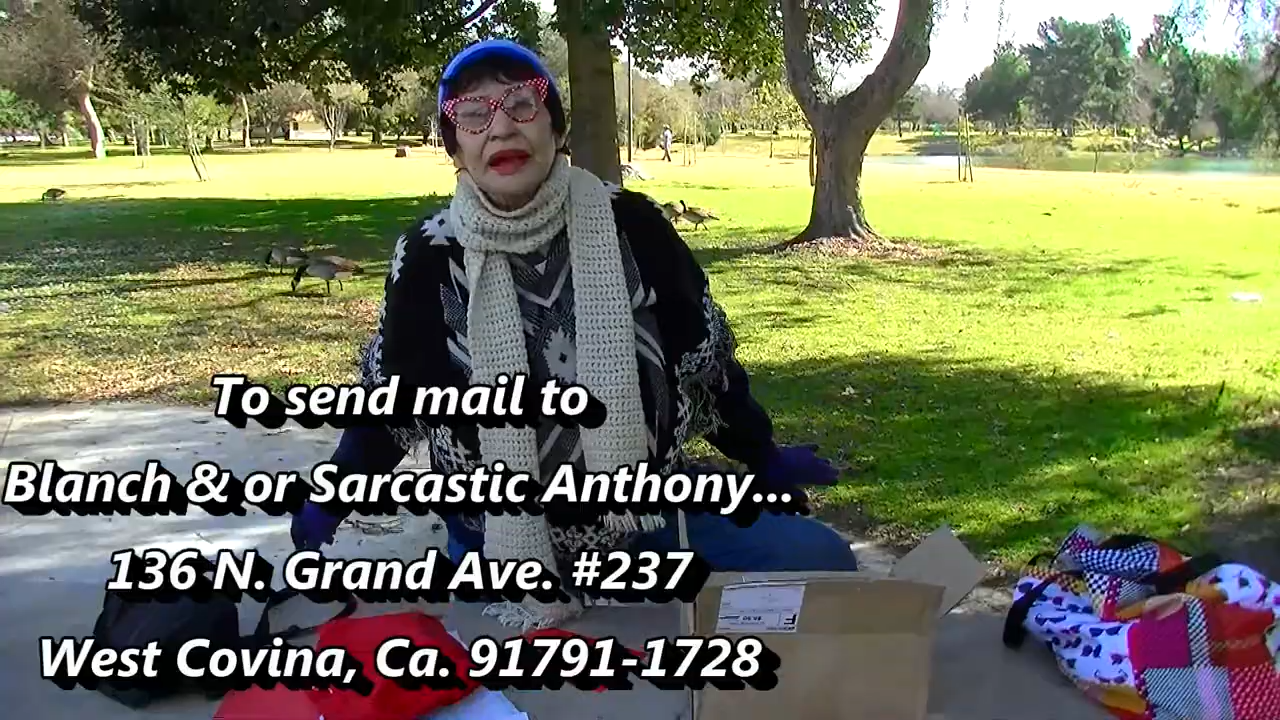 To send mail to
Blanch & or Sarcastic Anthony...
136 N. Grand Ave. #237
West Covina, Ca. 91791-1728
F